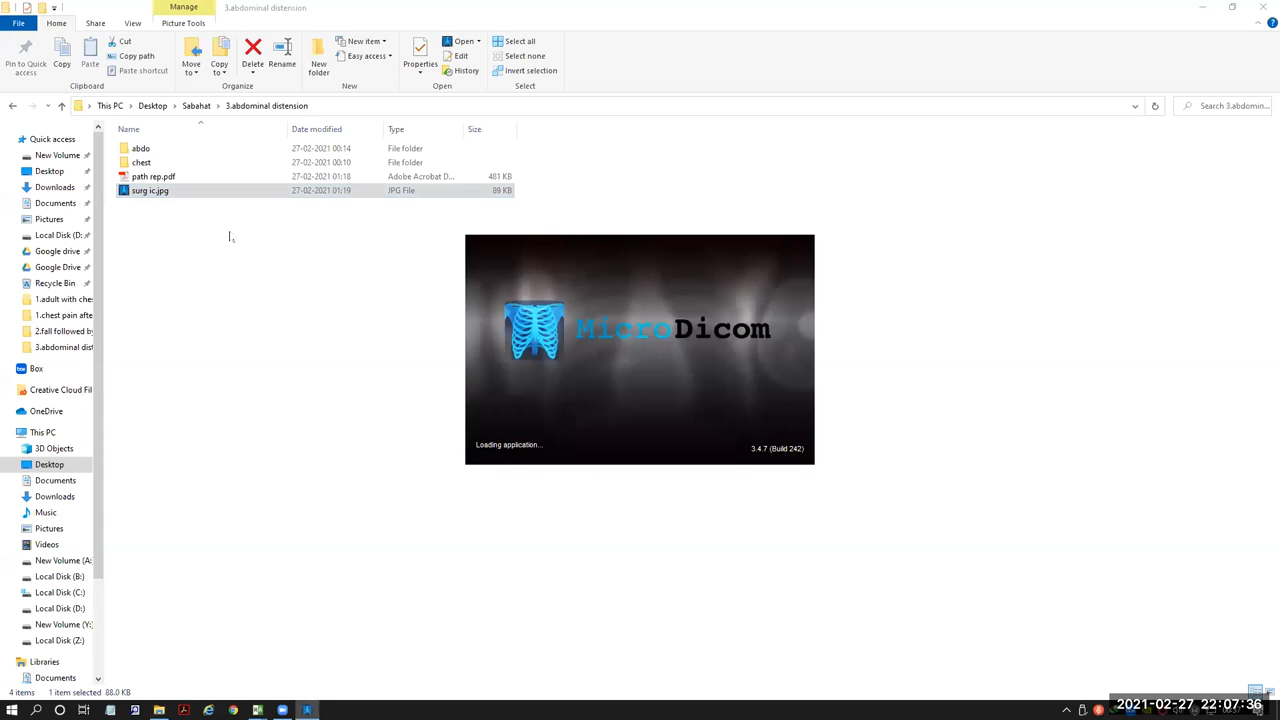 Manage
3.abdominal distension
File
Home
Share
View
Picture Tools
Pin to Quick access
Copy
Paste
Cut
Copy path
Paste shortcut
Clipboard
Move to
Copy to
Delete
Rename
Organize
New folder
New item
Easy access
New
Properties
Open
Edit
History
Open
Select all
Select none
Invert selection
Select
This PC
Desktop
Sabahat
3.abdominal distension
Search 3.abdomin...
Name
Date modified
Type
Size
abdo
27-02-2021 00:14
File folder
chest
27-02-2021 00:10
File folder
path rep.pdf
27-02-2021 01:18
Adobe Acrobat D...
481 KB
surg ic.jpg
27-02-2021 01:19
JPG File
89 KB
Quick access
New Volume
Desktop
Downloads
Documents
Pictures
Local Disk (D:
Google drive
Google Drive
Recycle Bin
1.adult with ches
1.chest pain afte
2.fall followed by
3.abdominal dist
Box
Creative Cloud Fil
OneDrive
This PC
3D Objects
Desktop
Documents
Downloads
Music
Pictures
Videos
New Volume (A:
Local Disk (B:)
Local Disk (C:)
Local Disk (D:)
New Volume (Y:
Local Disk (Z:)
Libraries
Documents
MicroDicom
Loading application...
3.4.7 (Build 242)
4 items
1 item selected
88.0 KB
2021-02-27 22:07:36